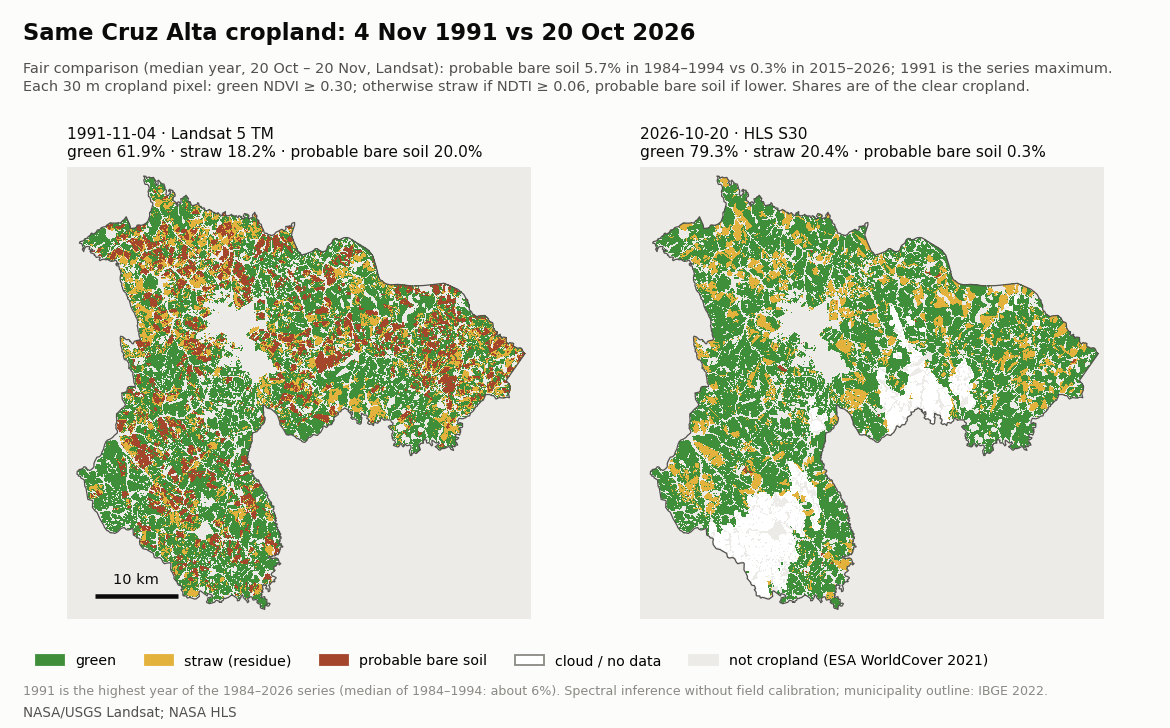 Same Cruz Alta cropland: 4 Nov 1991 vs 20 Oct 2026
Fair comparison (median year, 20 Oct – 20 Nov, Landsat): probable bare soil 5.7% in 1984–1994 vs 0.3% in 2015–2026; 1991 is the series maximum.
Each 30 m cropland pixel: green NDVI ≥ 0.30; otherwise straw if NDTI ≥ 0.06, probable bare soil if lower. Shares are of the clear cropland.
1991-11-04 · Landsat 5 TM
green 61.9% · straw 18.2% · probable bare soil 20.0%
2026-10-20 · HLS S30
green 79.3% · straw 20.4% · probable bare soil 0.3%
10 km
green
straw (residue)
probable bare soil
cloud / no data
not cropland (ESA WorldCover 2021)
1991 is the highest year of the 1984–2026 series (median of 1984–1994: about 6%). Spectral inference without field calibration; municipality outline: IBGE 2022.
NASA/USGS Landsat; NASA HLS